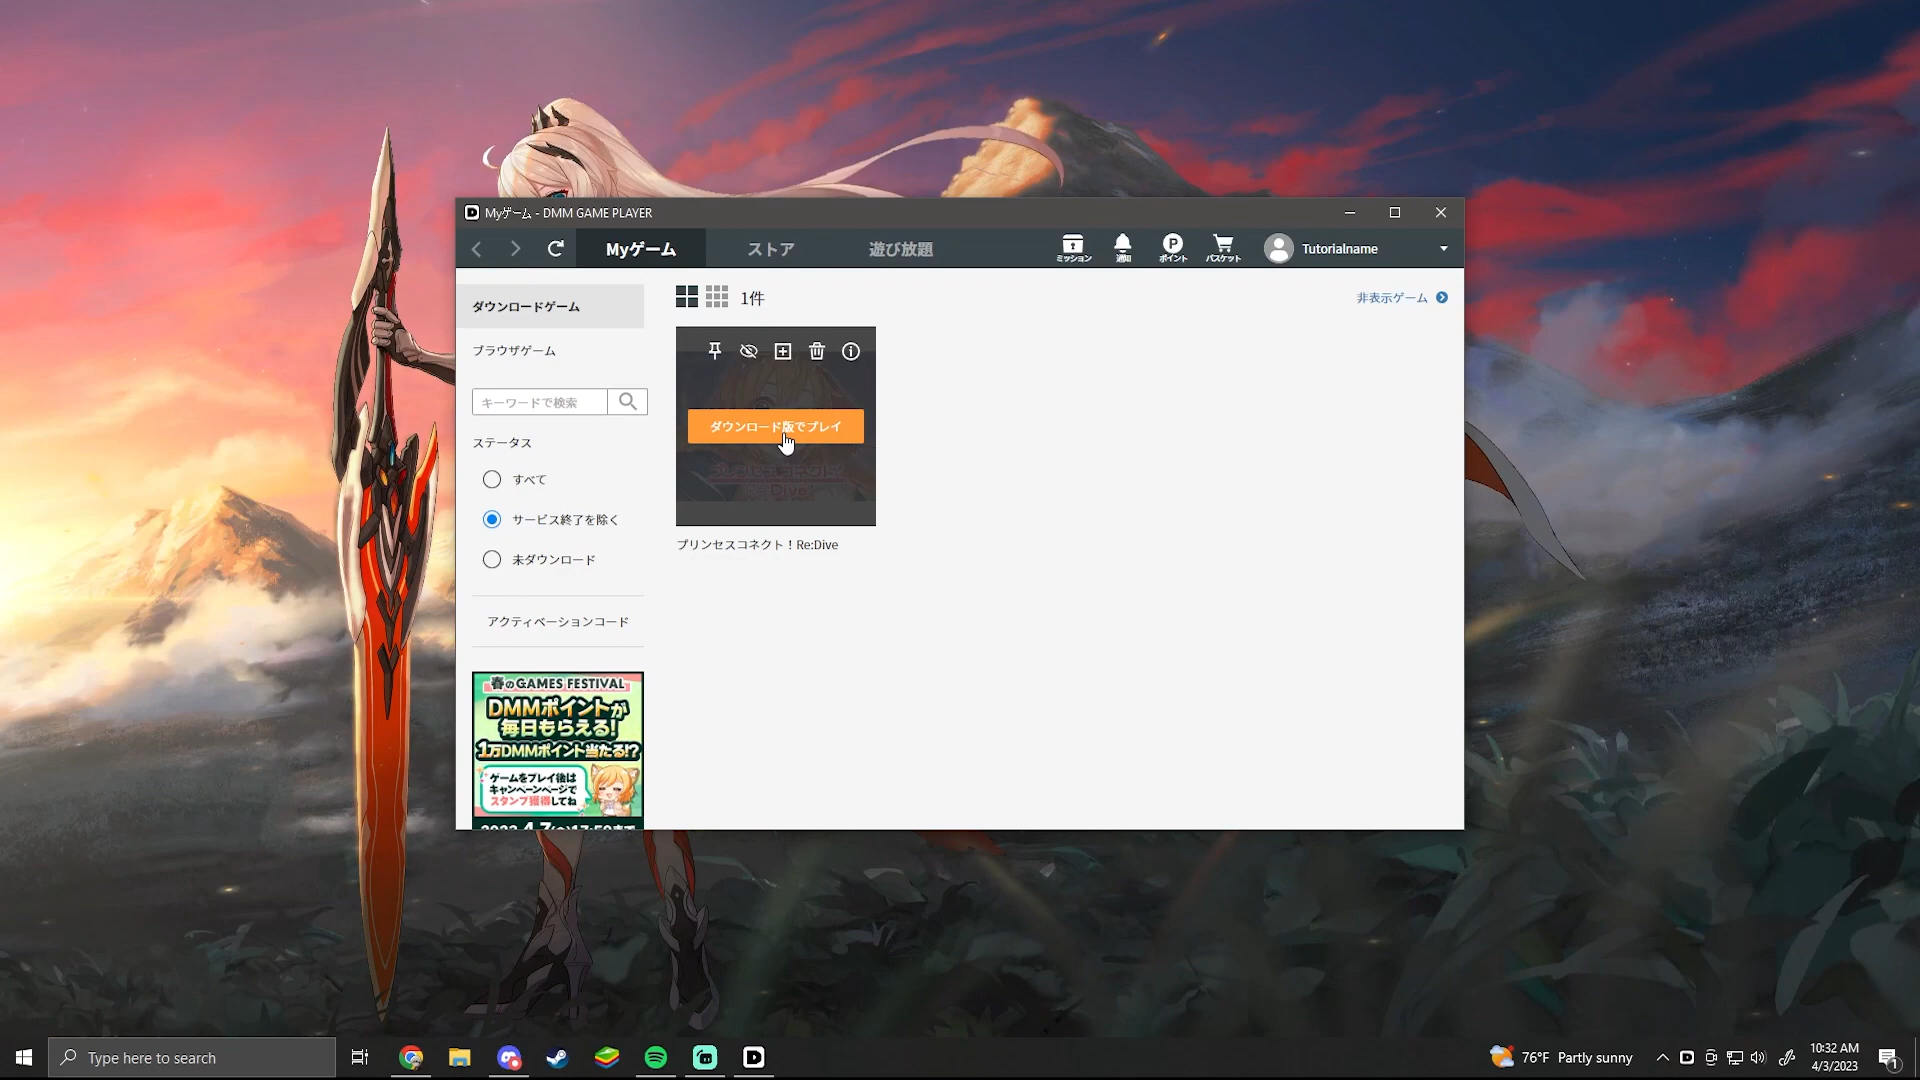 Myゲーム - DMM GAME PLAYER
Myゲーム
ストア
遊び放題
ミッション
通知
ポイント
バスケット
Tutorialname
ダウンロードゲーム
ブラウザゲーム
キーワードで検索
ステータス
すべて
サービス終了を除く
未ダウンロード
アクティベーションコード
春のGAMES FESTIVAL
DMMポイントが
毎日もらえる!
1万DMMポイント当たる!?
ゲームをプレイ後は
キャンペーンページで
スタンプ獲得してね
1件
非表示ゲーム
ダウンロード版でプレイ
プリンセスコネクト！Re:Dive
Type here to search
76°F Partly sunny
10:32 AM
4/3/2023
1